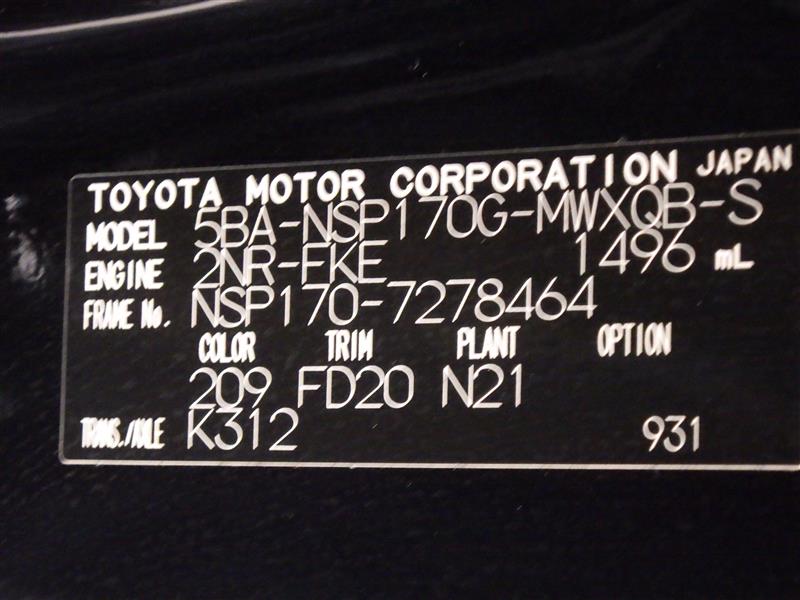 TOYOTA MOTOR CORPORATION JAPAN
MODEL 5BA-NSP170G-MWXQB-S
ENGINE 2NR-FKE 1496 mL
FRAME No. NSP170-7278464
COLOR TRIM PLANT OPTION
209 FD20 N21
TRANS./AXLE K312 931